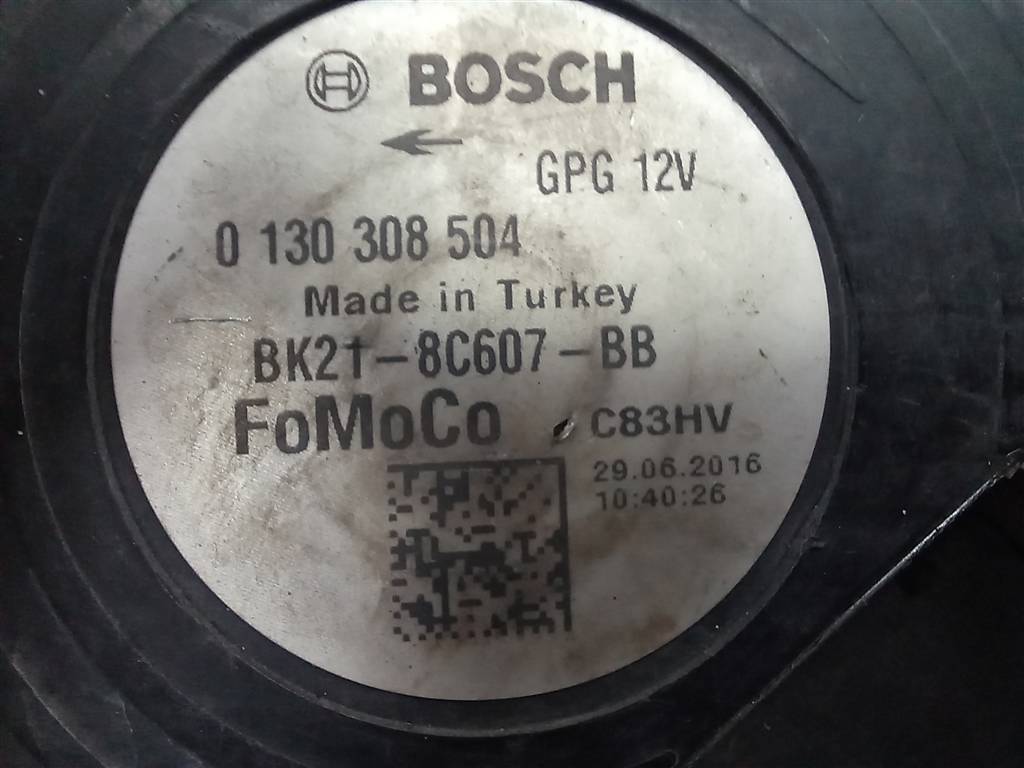 BOSCH
GPG 12V
0 130 308 504
Made in Turkey
BK21-8C607-BB
FoMoCo C83HV
29.06.2016
10:40:26